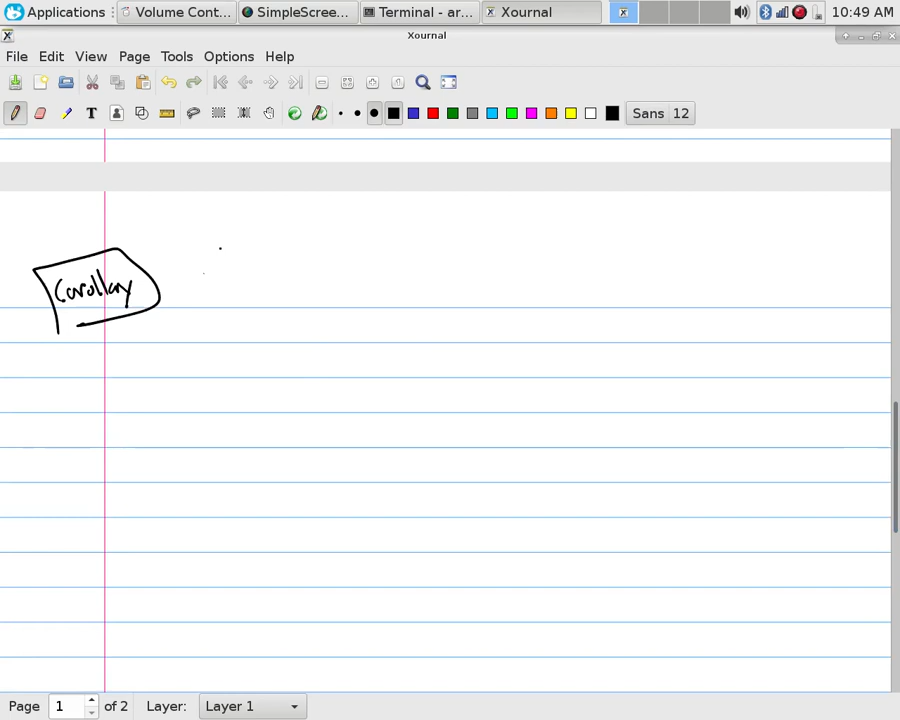 Applications
Volume Cont...
SimpleScree...
Terminal - ar...
Xournal
10:49 AM
Xournal
File Edit View Page Tools Options Help
T
Sans 12
Corollary
Page 1 of 2 Layer: Layer 1